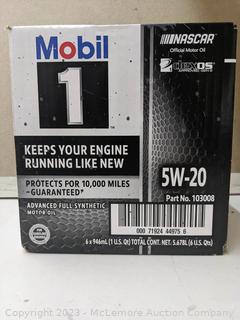 Mobil
1
NASCAR
Official Motor Oil
dexos
KEEPS YOUR ENGINE
RUNNING LIKE NEW
PROTECTS FOR 10,000 MILES
-GUARANTEED*
ADVANCED FULL SYNTHETIC
MOTOR OIL
5W-20
Part No. 103008
000 71924 44975 6
6 x 946mL (1 U.S. Qt) TOTAL CONT. NET. 5.678L (6 U.S. Qts)
Copyright 2023 - McLemore Auction Company